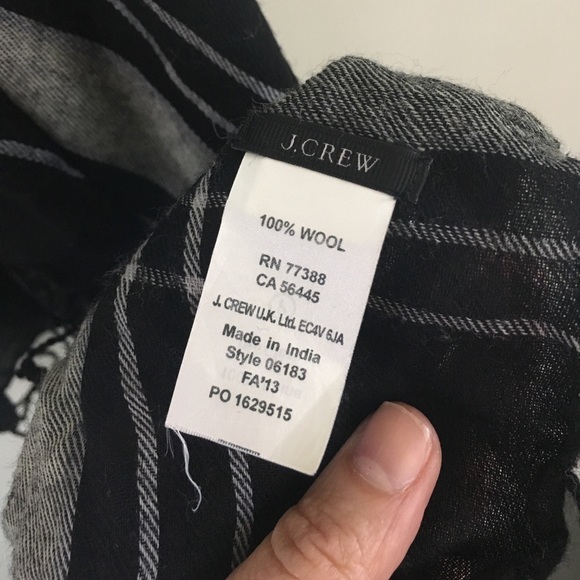 J.CREW
100% WOOL
RN 77388
CA 56445
J. CREW U.K. Ltd. EC4V 6JA
Made in India
Style 06183
FA'13
PO 1629515